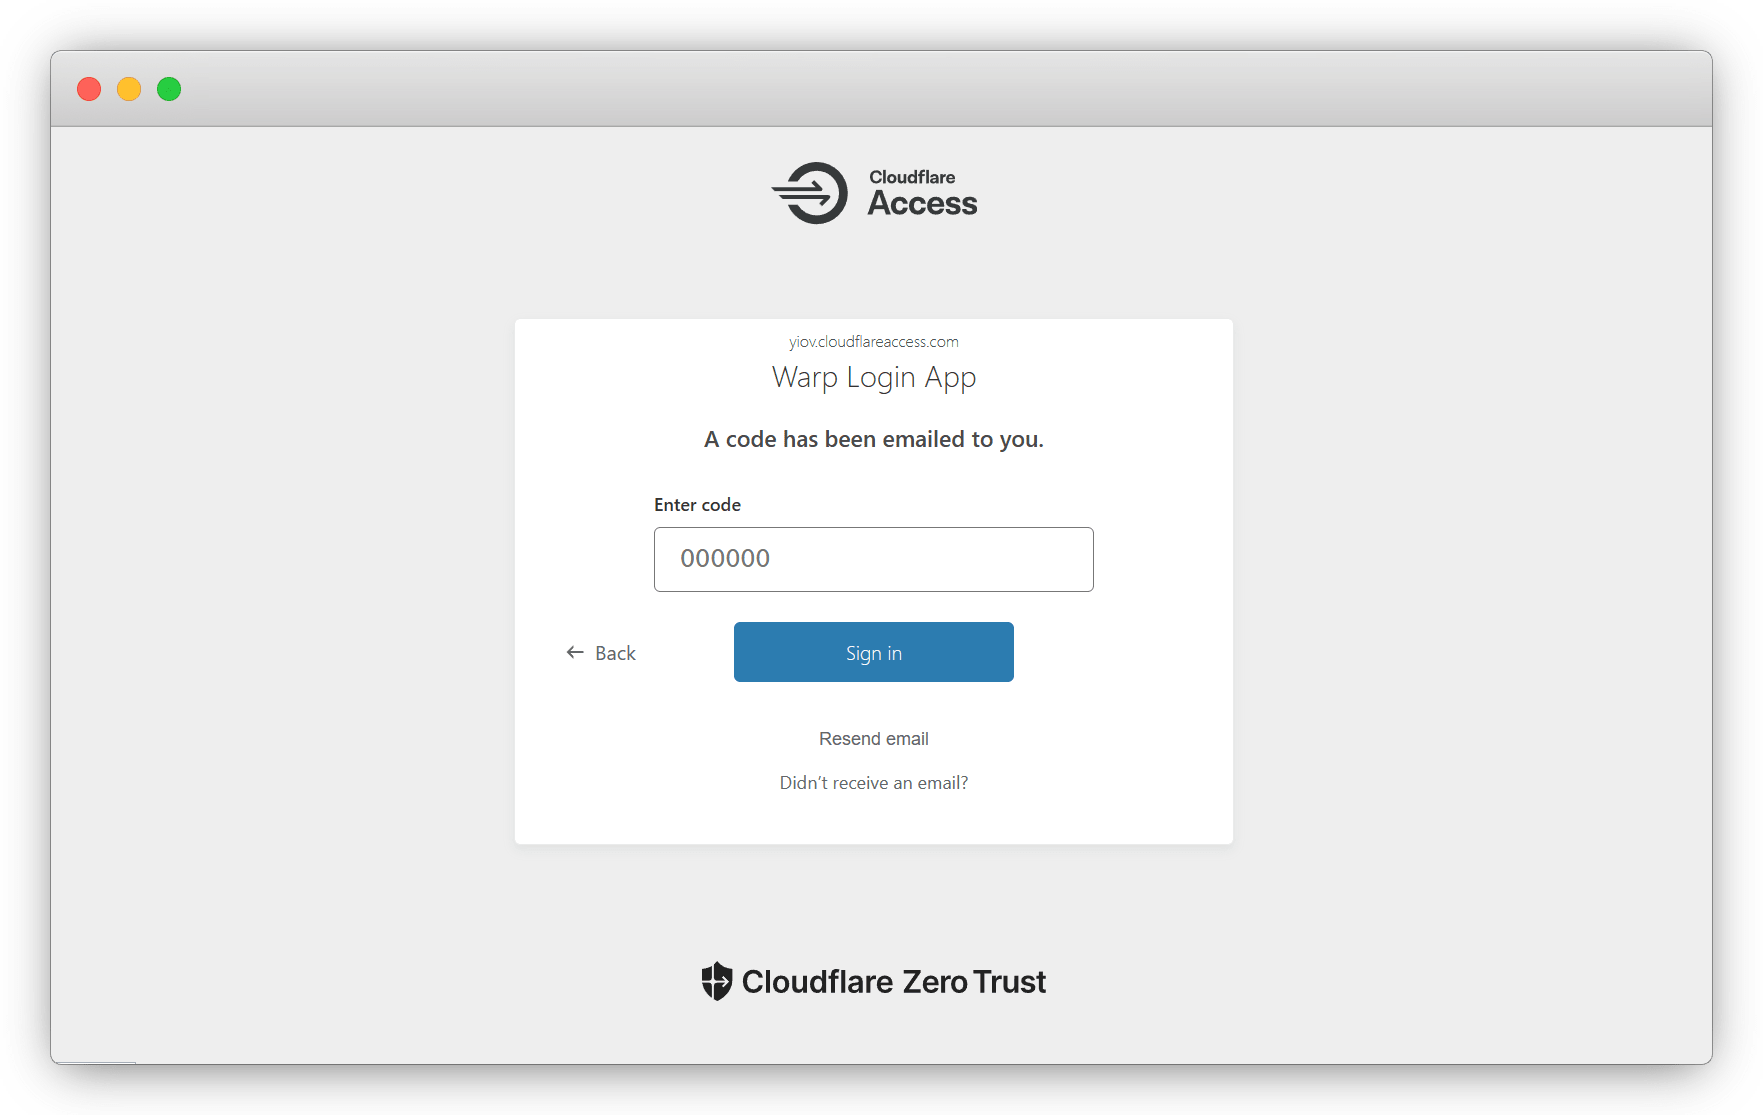 Cloudflare
Access
yiov.cloudflareaccess.com
Warp Login App
A code has been emailed to you.
Enter code
000000
← Back
Sign in
Resend email
Didn't receive an email?
Cloudflare Zero Trust